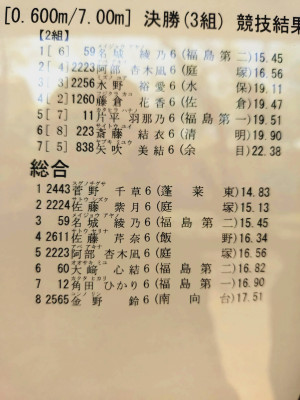 [0.600m/7.00m] 決勝(3組) 競技結果
【2組】
1 [ 6] 59 名城 綾乃 6 (福島第二) 15.45
2 [ 4] 2223 阿部 杏木凪 6 (庭塚) 16.56
3 [ 3] 2256 水野 裕愛 6 (水保) 19.11
4 [ 2] 1260 藤倉 花香 6 (倉敷) 19.47
5 [ 7] 11 片平 羽那乃 6 (福島第一) 19.71
6 [ 8] 223 斎藤 結衣 6 (清明) 19.90
7 [ 5] 838 矢吹 美結 6 (余目) 22.38
総合
1 2443 菅野 千草 6 (蓬莱東) 14.83
2 2224 佐藤 紫月 6 (庭塚) 15.13
3 59 名城 綾乃 6 (福島第二) 15.45
4 2611 佐藤 芹奈 6 (飯野) 16.34
5 2223 阿部 杏木凪 6 (庭塚) 16.56
6 60 大﨑 心結 6 (福島第二) 16.82
7 12 角田 ひかり 6 (福島第一) 16.90
8 2565 金野 鈴 6 (南向台) 17.51